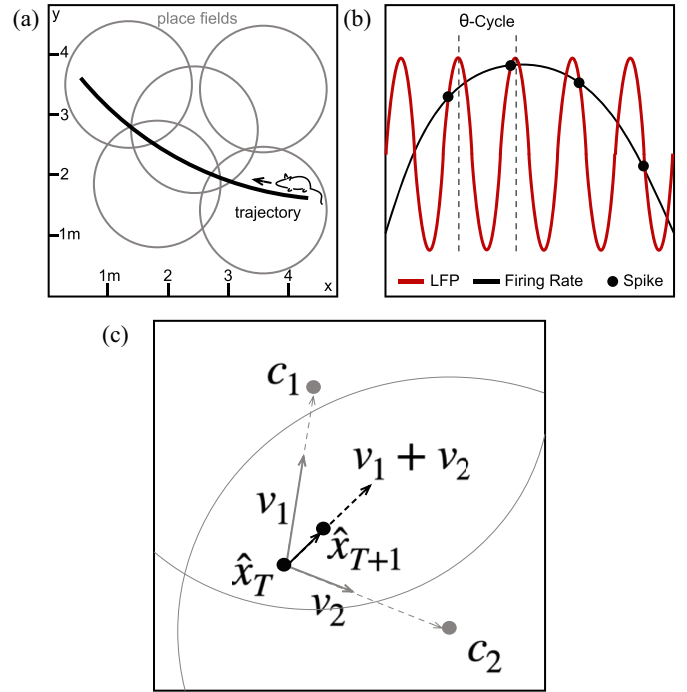 (a)
y
place fields
4
3
2
1m
trajectory
1m 2 3 4
x
(b)
θ-Cycle
LFP Firing Rate Spike
(c)
c₁
v₁ + v₂
v₁
x̂_{T+1}
x̂_T
v₂
c₂